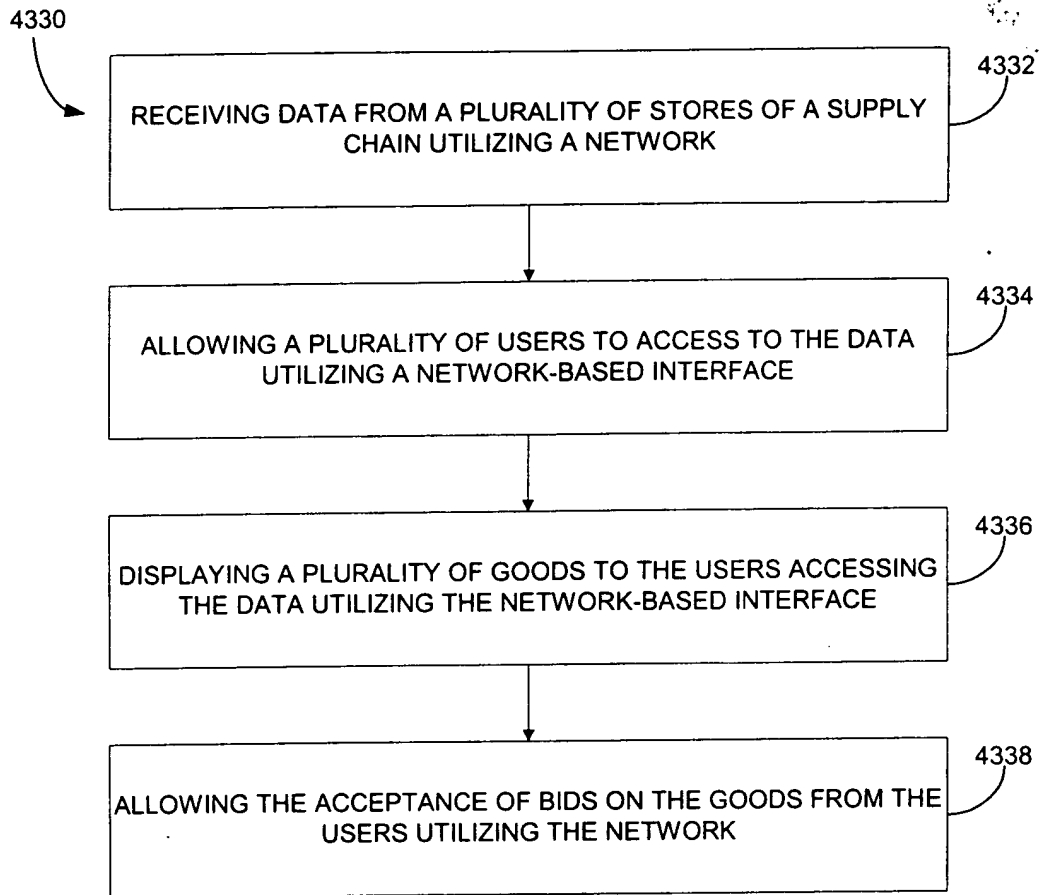 4330
4332
RECEIVING DATA FROM A PLURALITY OF STORES OF A SUPPLY
CHAIN UTILIZING A NETWORK
4334
ALLOWING A PLURALITY OF USERS TO ACCESS TO THE DATA
UTILIZING A NETWORK-BASED INTERFACE
4336
DISPLAYING A PLURALITY OF GOODS TO THE USERS ACCESSING
THE DATA UTILIZING THE NETWORK-BASED INTERFACE
4338
ALLOWING THE ACCEPTANCE OF BIDS ON THE GOODS FROM THE
USERS UTILIZING THE NETWORK